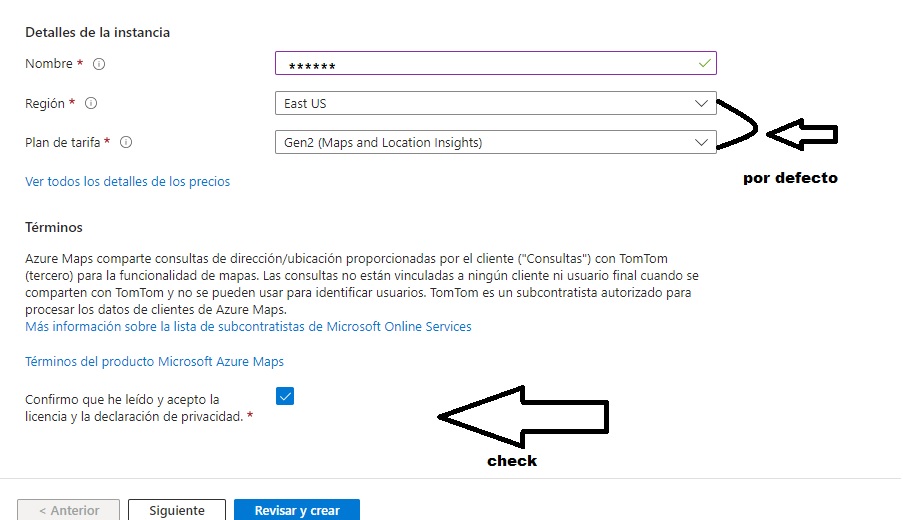 Detalles de la instancia
Nombre * ******
Región * East US
Plan de tarifa * Gen2 (Maps and Location Insights)
por defecto
Ver todos los detalles de los precios
Términos
Azure Maps comparte consultas de dirección/ubicación proporcionadas por el cliente ("Consultas") con TomTom
(tercero) para la funcionalidad de mapas. Las consultas no están vinculadas a ningún cliente ni usuario final cuando se
comparten con TomTom y no se pueden usar para identificar usuarios. TomTom es un subcontratista autorizado para
procesar los datos de clientes de Azure Maps.
Más información sobre la lista de subcontratistas de Microsoft Online Services
Términos del producto Microsoft Azure Maps
Confirmo que he leído y acepto la
licencia y la declaración de privacidad. *
check
< Anterior Siguiente Revisar y crear